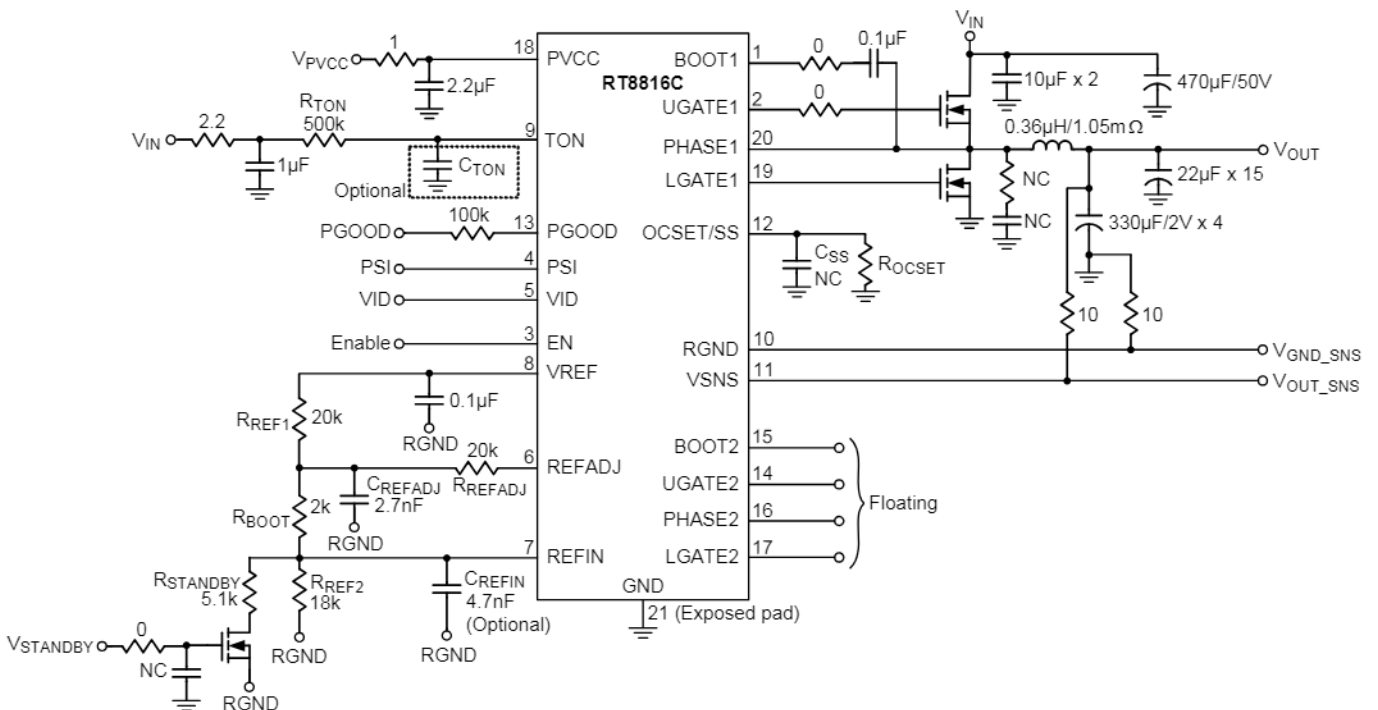 VIN
VPVCC
1
18
PVCC
2.2µF
RT8816C
BOOT1
1
0
0.1µF
10µF x 2
470µF/50V
UGATE1
2
0
VIN
2.2
1µF
RTON
500k
9
TON
CTON
Optional
PHASE1
20
0.36µH/1.05mΩ
VOUT
LGATE1
19
NC
NC
22µF x 15
330µF/2V x 4
PGOOD
100k
13
PGOOD
OCSET/SS
12
CSS
NC
ROCSET
PSI
4
PSI
VID
5
VID
10
10
Enable
3
EN
RGND
10
VGND_SNS
8
VREF
0.1µF
RGND
VSNS
11
VOUT_SNS
RREF1
20k
6
REFADJ
20k
RREFADJ
CREFADJ
2.7nF
RGND
BOOT2
15
UGATE2
14
Floating
PHASE2
16
LGATE2
17
RBOOT
2k
7
REFIN
RSTANDBY
5.1k
RREF2
18k
RGND
CREFIN
4.7nF
(Optional)
RGND
GND
21 (Exposed pad)
VSTANDBY
0
NC
RGND